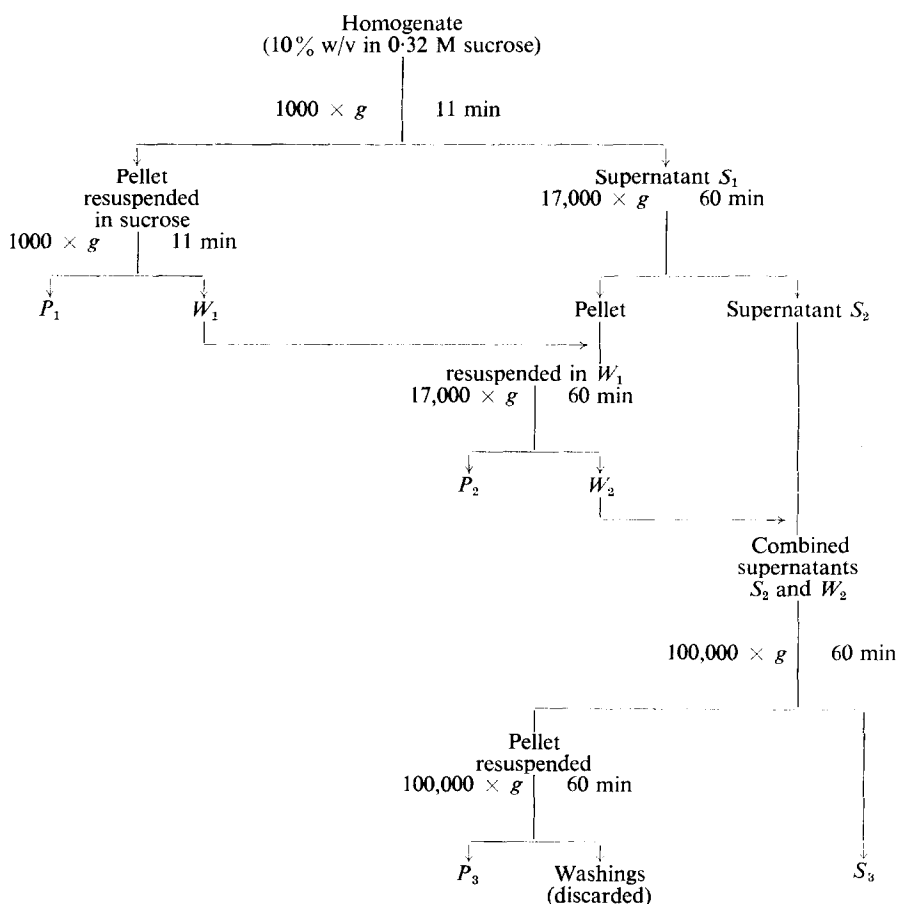 Homogenate
(10% w/v in 0·32 M sucrose)
1000 × g 11 min
Pellet
resuspended
in sucrose
Supernatant S₁
17,000 × g 60 min
1000 × g 11 min
P₁ W₁ Pellet Supernatant S₂
resuspended in W₁
17,000 × g 60 min
P₂ W₂
Combined
supernatants
S₂ and W₂
100,000 × g 60 min
Pellet
resuspended
100,000 × g 60 min
P₃ Washings
(discarded)
S₃